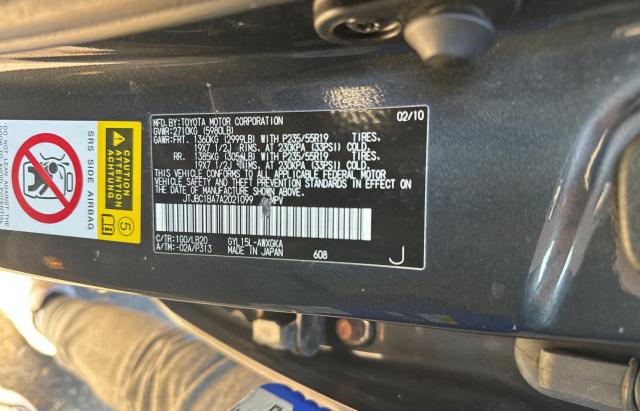 MFD.BY:TOYOTA MOTOR CORPORATION 02/10
GVWR:2710KG (5980LB)
GAWR:FRT. 1360KG (2999LB) WITH P235/55R19 TIRES,
19X7 1/2J RIMS, AT 230KPA (33PSI) COLD.
RR. 1385KG (3054LB) WITH P235/55R19 TIRES,
19X7 1/2J RIMS, AT 230KPA (33PSI) COLD.
THIS VEHICLE CONFORMS TO ALL APPLICABLE FEDERAL MOTOR
VEHICLE SAFETY AND THEFT PREVENTION STANDARDS IN EFFECT
ON THE DATE OF MANUFACTURE SHOWN ABOVE.
JTJBC1BA7A2021099 MPV
C/TR:1G0/LB20 GYL15L-AWXGKA
A/TM:-02A/P313 MADE IN JAPAN 608 J
SRS SIDE AIRBAG
CAUTION
ATTENTION
ACHTUNG
5